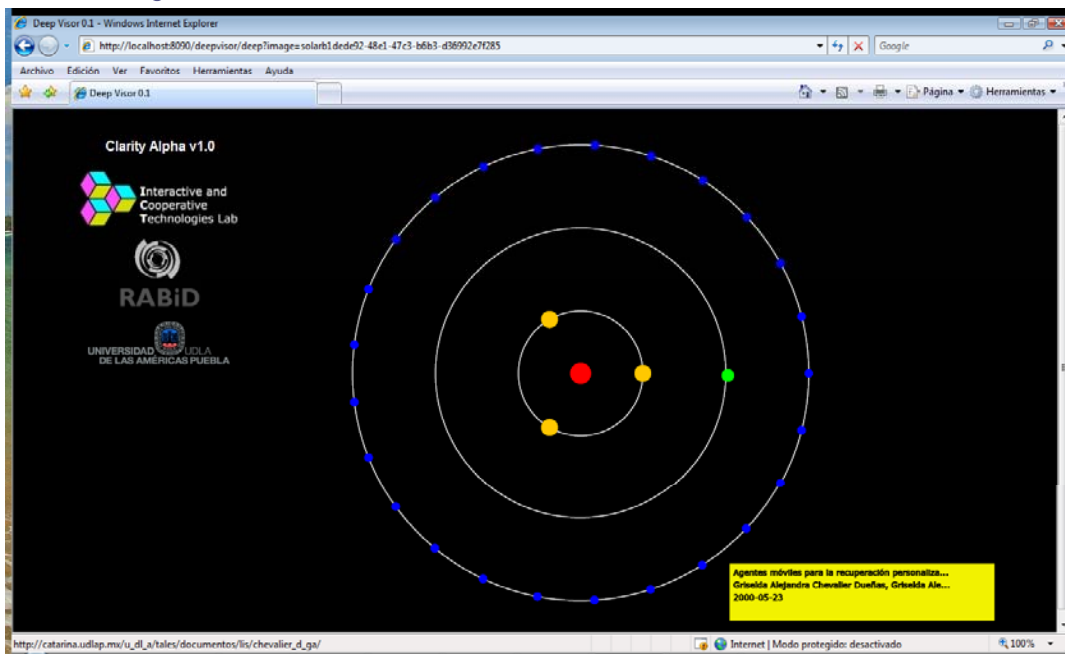 Deep Visor 0.1 - Windows Internet Explorer
http://localhost:8090/deepvisor/deep?image=solarb1dede92-48e1-47c3-b6b3-d36992e7f285
Google
Archivo Edición Ver Favoritos Herramientas Ayuda
Deep Visor 0.1
Página Herramientas
Clarity Alpha v1.0
Interactive and
Cooperative
Technologies Lab
RABiD
UNIVERSIDAD UDLA
DE LAS AMÉRICAS PUEBLA
Agentes móviles para la recuperación personaliza...
Griselda Alejandra Chevalier Dueñas, Griselda Ale...
2000-05-23
http://catarina.udlap.mx/u_dl_a/tales/documentos/lis/chevalier_d_ga/
Internet | Modo protegido: desactivado
100%